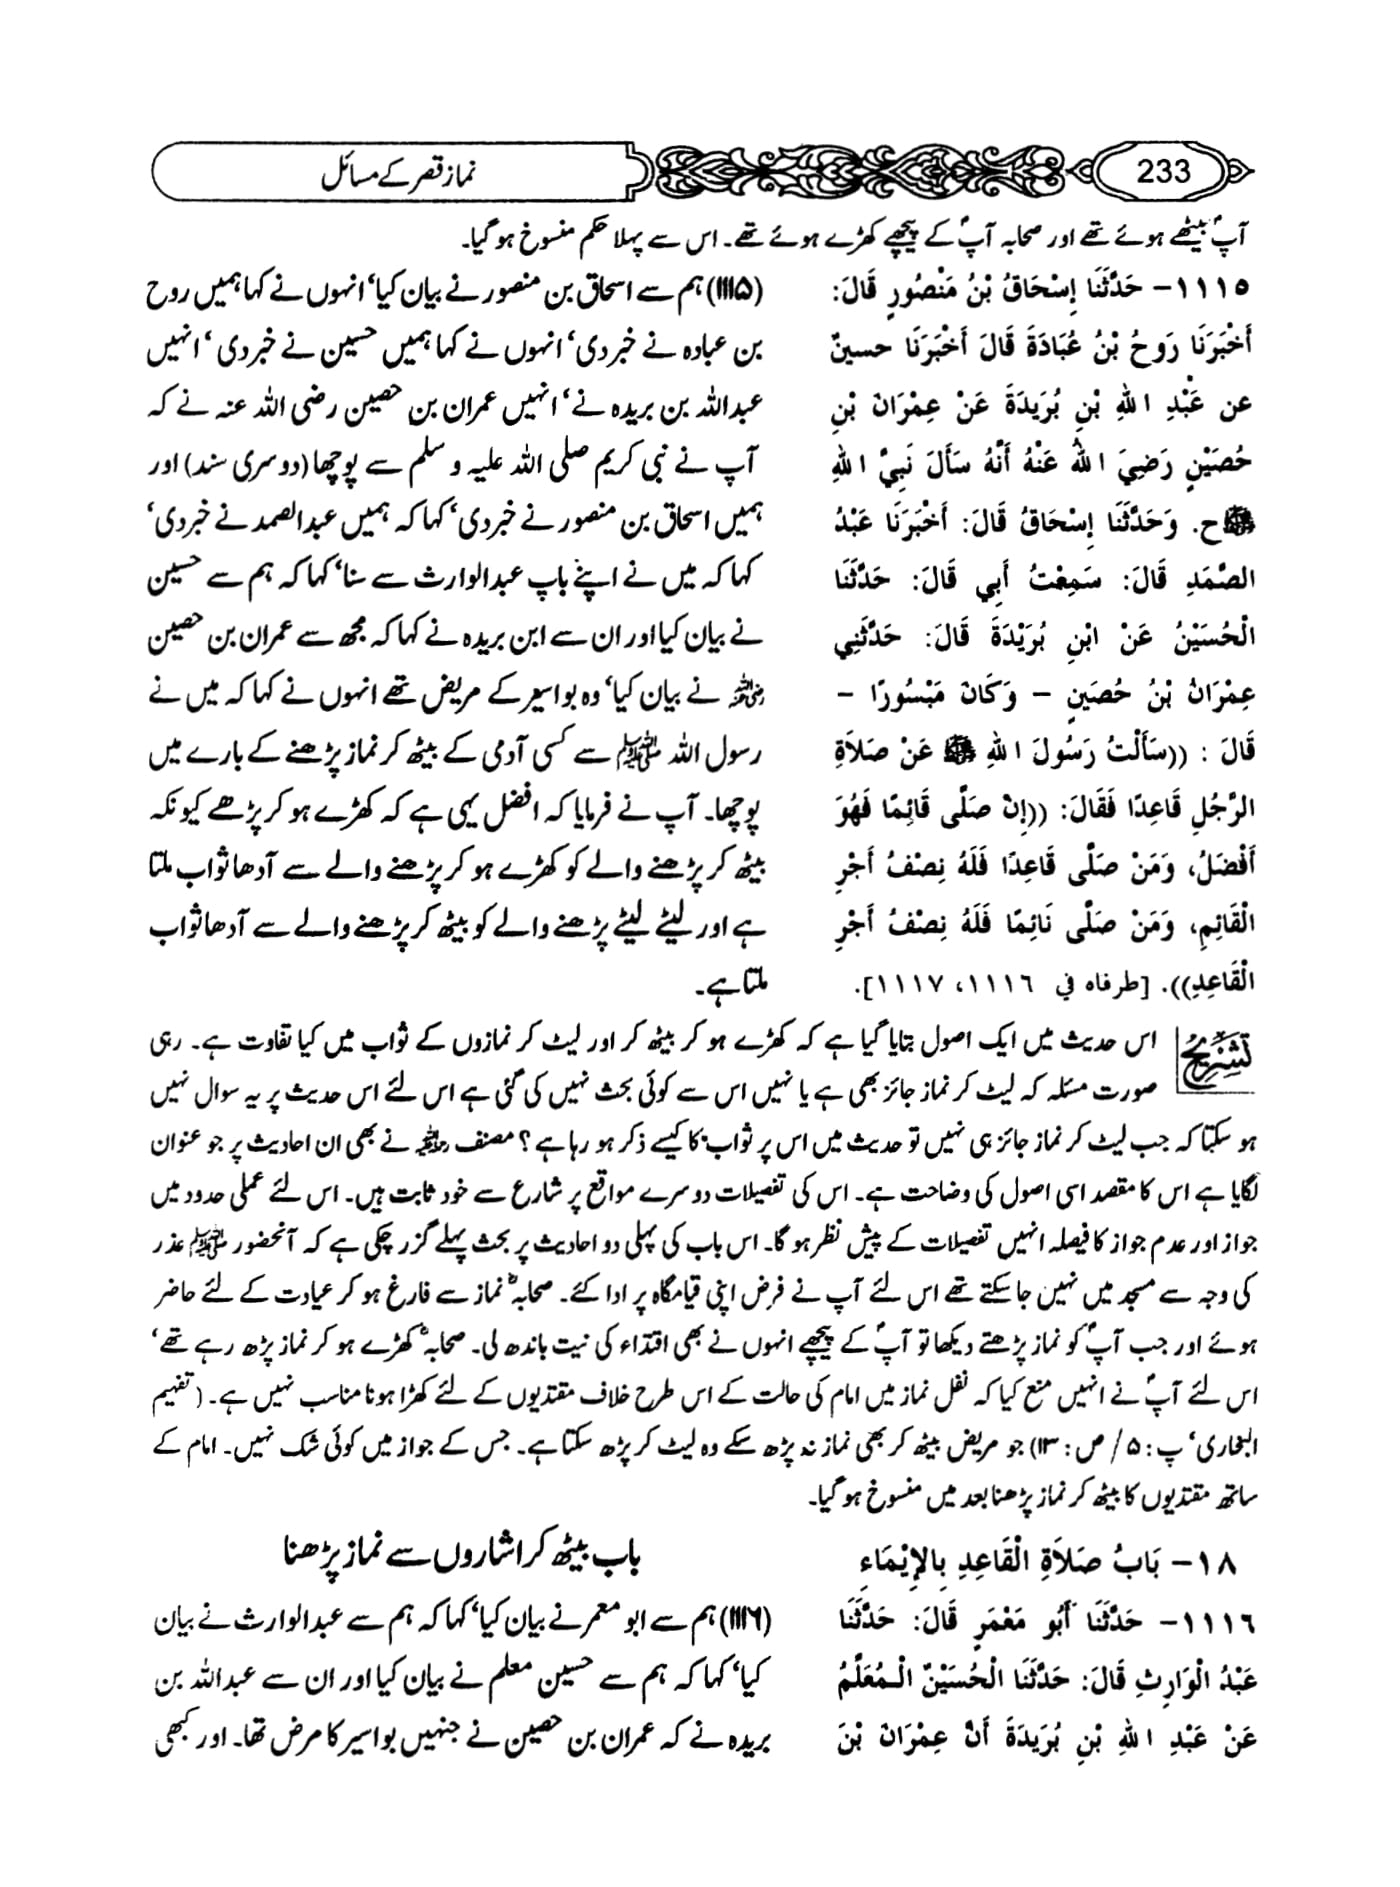 233
نماز قصر کے مسائل
آپؐ بیٹھے ہوئے تھے اور صحابہ آپؐ کے پیچھے کھڑے ہوئے تھے۔ اس سے پہلا حکم منسوخ ہو گیا۔
١١١٥- حَدَّثَنَا إِسْحَاقُ بْنُ مَنْصُورٍ قَالَ:
أَخْبَرَنَا رَوحُ بْنُ عُبَادَةَ قَالَ أَخْبَرَنَا حسينٌ
عن عَبْدِ اللهِ بْنِ بُرَيدَةَ عَنْ عِمْرَانَ بْنِ
حُصَيْنٍ رَضِيَ اللهُ عَنْهُ أَنَّهُ سَأَلَ نَبِيَّ اللهِ
ﷺ ح. وَحَدَّثَنَا إِسْحَاقُ قَالَ: أَخْبَرَنَا عَبْدُ
الصَّمَدِ قَالَ: سَمِعْتُ أَبِي قَالَ: حَدَّثَنَا
الْحُسَيْنُ عَنْ ابْنِ بُرَيْدَةَ قَالَ: حَدَّثَنِي
عِمْرَانُ بْنُ حُصَينٍ - وَكَانَ مَبْسُورًا -
قَالَ : ((سَأَلْتُ رَسُولَ اللهِ ﷺ عَنْ صَلاَةِ
الرَّجُلِ قَاعِدًا فَقَالَ: ((إِنْ صَلَّى قَائِمًا فَهُوَ
أَفْضَلُ، وَمَنْ صَلَّى قَاعِدًا فَلَهُ نِصْفُ أَجْرِ
الْقَائِمِ، وَمَنْ صَلَّى نَائِمًا فَلَهُ نِصْفُ أَجْرِ
الْقَاعِدِ)). [طرفاه في ١١١٦، ١١١٧].
(۱۱۱۵) ہم سے اسحاق بن منصور نے بیان کیا‘ انہوں نے کہا ہمیں روح
بن عبادہ نے خبر دی‘ انہوں نے کہا ہمیں حسین نے خبر دی‘ انہیں
عبداللہ بن بریدہ نے‘ انہیں عمران بن حصین رضی اللہ عنہ نے کہ
آپ نے نبی کریم صلی اللہ علیہ و سلم سے پوچھا (دوسری سند) اور
ہمیں اسحاق بن منصور نے خبر دی‘ کہا کہ ہمیں عبدالصمد نے خبر دی‘
کہا کہ میں نے اپنے باپ عبدالوارث سے سنا‘ کہا کہ ہم سے حسین
نے بیان کیا اور ان سے ابن بریدہ نے کہا کہ مجھ سے عمران بن حصین
رضی اللہ عنہ نے بیان کیا‘ وہ بواسیر کے مریض تھے انہوں نے کہا کہ میں نے
رسول اللہ ﷺ سے کسی آدمی کے بیٹھ کر نماز پڑھنے کے بارے میں
پوچھا۔ آپ نے فرمایا کہ افضل یہی ہے کہ کھڑے ہو کر پڑھے کیونکہ
بیٹھ کر پڑھنے والے کو کھڑے ہو کر پڑھنے والے سے آدھا ثواب ملتا
ہے اور لیٹے لیٹے پڑھنے والے کو بیٹھ کر پڑھنے والے سے آدھا ثواب
ملتا ہے۔
تشریح اس حدیث میں ایک اصول بتایا گیا ہے کہ کھڑے ہو کر بیٹھ کر اور لیٹ کر نمازوں کے ثواب میں کیا تفاوت ہے۔ رہی
صورت مسئلہ کہ لیٹ کر نماز جائز بھی ہے یا نہیں اس سے کوئی بحث نہیں کی گئی ہے اس لئے اس حدیث پر یہ سوال نہیں
ہو سکتا کہ جب لیٹ کر نماز جائز ہی نہیں تو حدیث میں اس پر ثواب کا کیسے ذکر ہو رہا ہے؟ مصنف رحمہ اللہ نے بھی ان احادیث پر جو عنوان
لگایا ہے اس کا مقصد اسی اصول کی وضاحت ہے۔ اس کی تفصیلات دوسرے مواقع پر شارع سے خود ثابت ہیں۔ اس لئے عملی حدود میں
جواز اور عدم جواز کا فیصلہ انہیں تفصیلات کے پیش نظر ہو گا۔ اس باب کی پہلی دو احادیث پر بحث پہلے گزر چکی ہے کہ آنحضور ﷺ عذر
کی وجہ سے مسجد میں نہیں جا سکتے تھے اس لئے آپ نے فرض اپنی قیامگاہ پر ادا کئے۔ صحابہؓ نماز سے فارغ ہو کر عیادت کے لئے حاضر
ہوئے اور جب آپؐ کو نماز پڑھتے دیکھا تو آپؐ کے پیچھے انہوں نے بھی اقتداء کی نیت باندھ لی۔ صحابہؓ کھڑے ہو کر نماز پڑھ رہے تھے‘
اس لئے آپؐ نے انہیں منع کیا کہ نفل نماز میں امام کی حالت کے اس طرح خلاف مقتدیوں کے لئے کھڑا ہونا مناسب نہیں ہے۔ (تفہیم
البخاری‘ پ:۵/ ص:۱۳) جو مریض بیٹھ کر بھی نماز نہ پڑھ سکے وہ لیٹ کر پڑھ سکتا ہے۔ جس کے جواز میں کوئی شک نہیں۔ امام کے
ساتھ مقتدیوں کا بیٹھ کر نماز پڑھنا بعد میں منسوخ ہو گیا۔
١٨- بَابُ صَلاَةِ الْقَاعِدِ بِالإِيْمَاءِ
باب بیٹھ کر اشاروں سے نماز پڑھنا
١١١٦- حَدَّثَنَا أَبُو مَعْمَرٍ قَالَ: حَدَّثَنَا
عَبْدُ الْوَارِثِ قَالَ: حَدَّثَنَا الْحُسَيْنُ الْـمُعَلِّمُ
عَنْ عَبْدِ اللهِ بْنِ بُرَيدَةَ أَنَّ عِمْرَانَ بْنَ
(۱۱۱۶) ہم سے ابو معمر نے بیان کیا‘ کہا کہ ہم سے عبدالوارث نے بیان
کیا‘ کہا کہ ہم سے حسین معلم نے بیان کیا اور ان سے عبداللہ بن
بریدہ نے کہ عمران بن حصین نے جنہیں بواسیر کا مرض تھا۔ اور کبھی